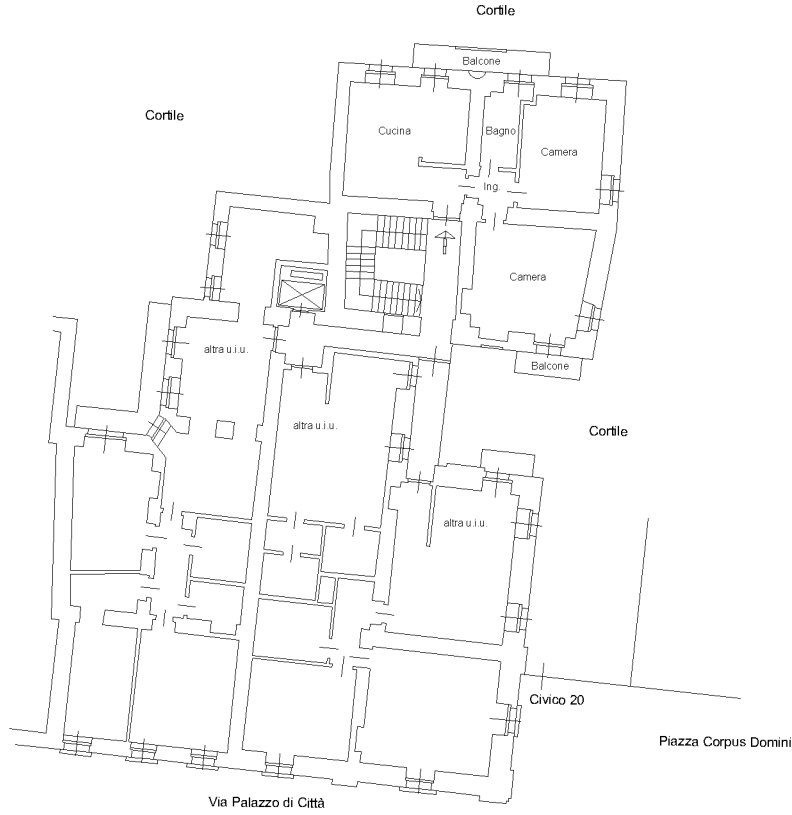 Cortile
Balcone
Cortile
Cucina
Bagno
Camera
Ing.
Camera
altra u.i.u.
Balcone
altra u.i.u.
Cortile
altra u.i.u.
Civico 20
Piazza Corpus Domini
Via Palazzo di Città